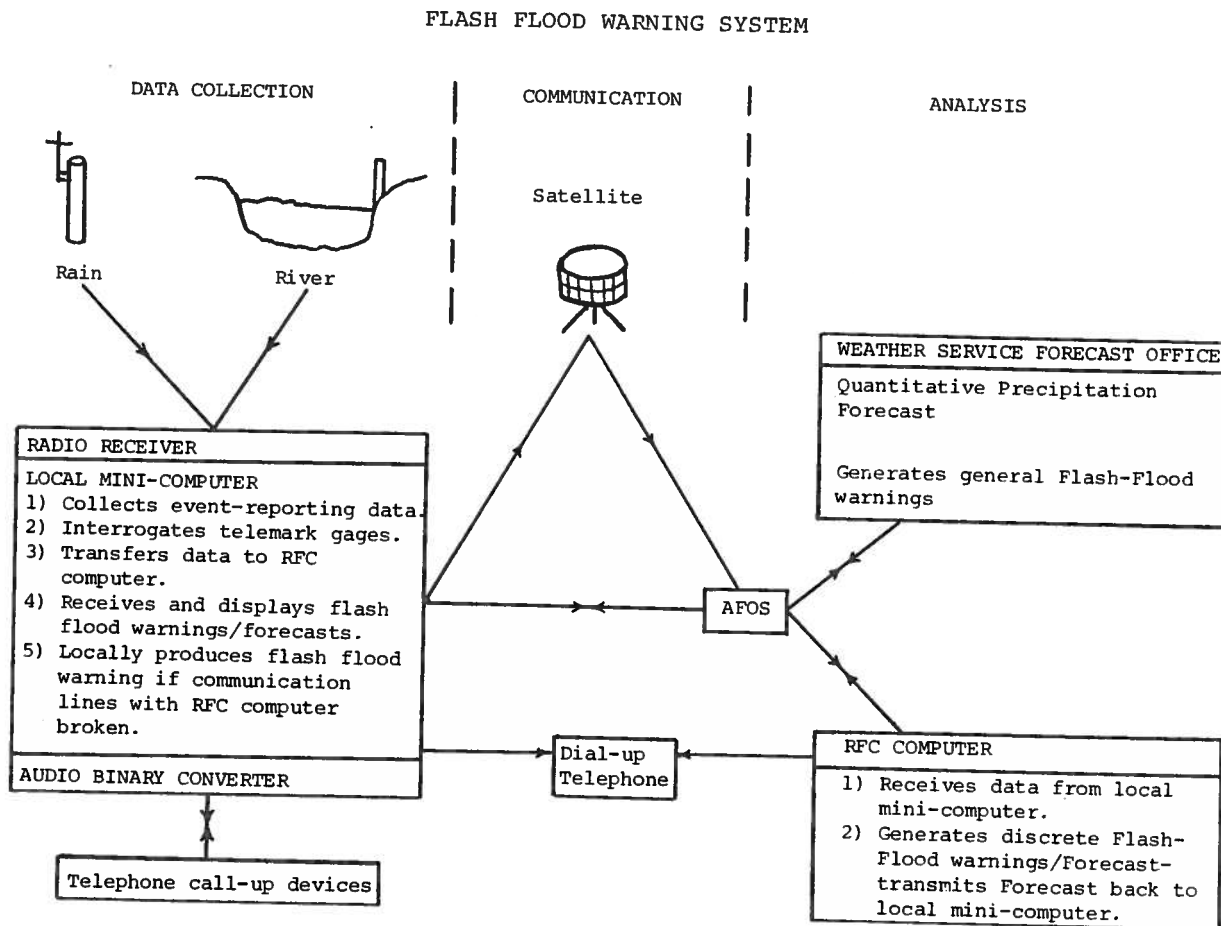 FLASH FLOOD WARNING SYSTEM
DATA COLLECTION
COMMUNICATION
ANALYSIS
Satellite
Rain
River
RADIO RECEIVER
LOCAL MINI-COMPUTER
1) Collects event-reporting data.
2) Interrogates telemark gages.
3) Transfers data to RFC
computer.
4) Receives and displays flash
flood warnings/forecasts.
5) Locally produces flash flood
warning if communication
lines with RFC computer
broken.
AUDIO BINARY CONVERTER
Telephone call-up devices
AFOS
Dial-up
Telephone
WEATHER SERVICE FORECAST OFFICE
Quantitative Precipitation
Forecast
Generates general Flash-Flood
warnings
RFC COMPUTER
1) Receives data from local
mini-computer.
2) Generates discrete Flash-
Flood warnings/Forecast-
transmits Forecast back to
local mini-computer.